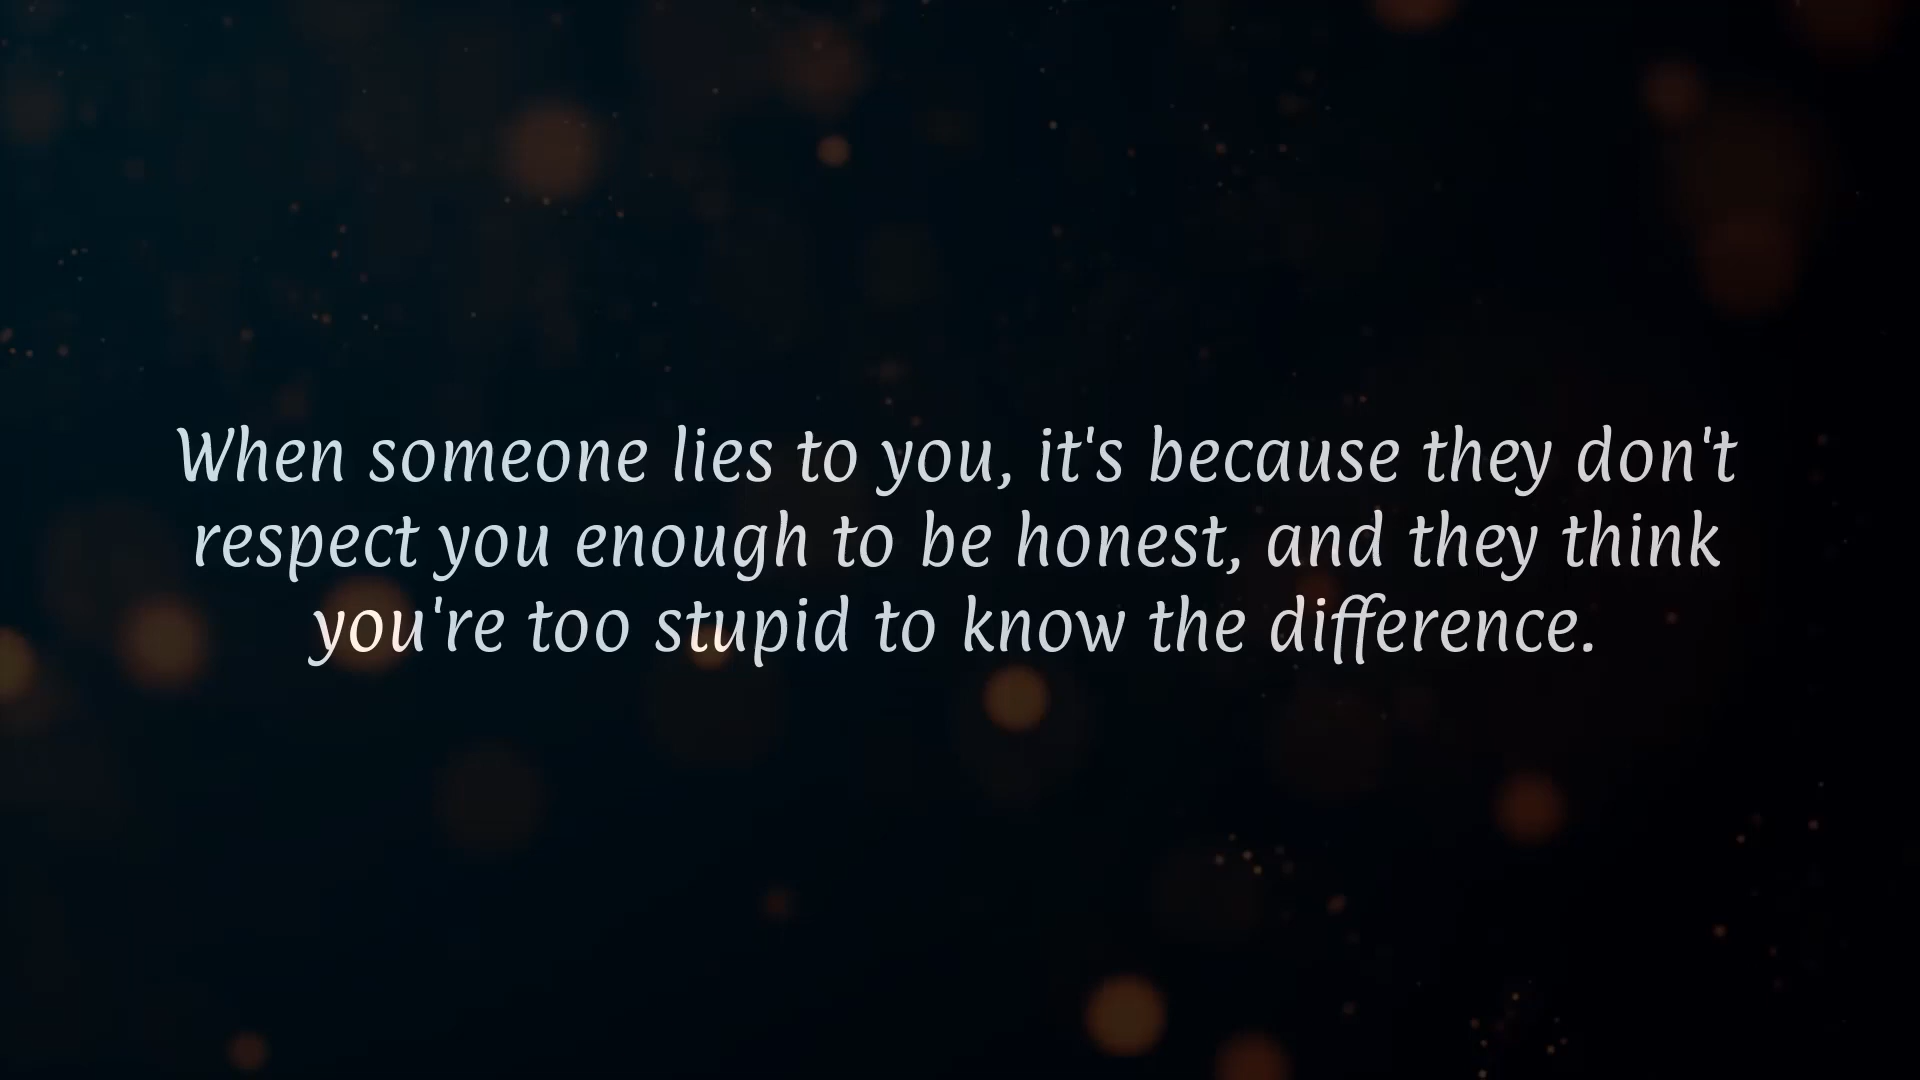 When someone lies to you, it's because they don't
respect you enough to be honest, and they think
you're too stupid to know the difference.